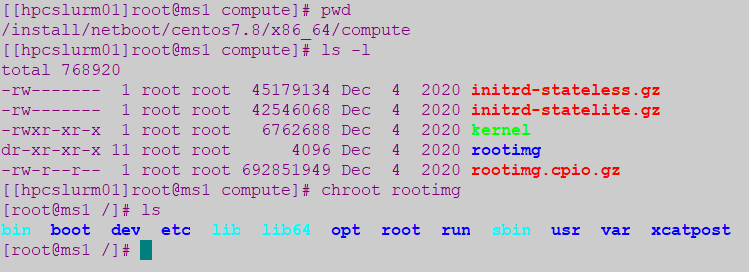 [[hpcslurm01]root@ms1 compute]# pwd
/install/netboot/centos7.8/x86_64/compute
[[hpcslurm01]root@ms1 compute]# ls -l
total 768920
-rw------- 1 root root 45179134 Dec 4 2020 initrd-stateless.gz
-rw------- 1 root root 42546068 Dec 4 2020 initrd-statelite.gz
-rwxr-xr-x 1 root root 6762688 Dec 4 2020 kernel
dr-xr-xr-x 11 root root 4096 Dec 4 2020 rootimg
-rw-r--r-- 1 root root 692851949 Dec 4 2020 rootimg.cpio.gz
[[hpcslurm01]root@ms1 compute]# chroot rootimg
[root@ms1 /]# ls
bin boot dev etc lib lib64 opt root run sbin usr var xcatpost
[root@ms1 /]#